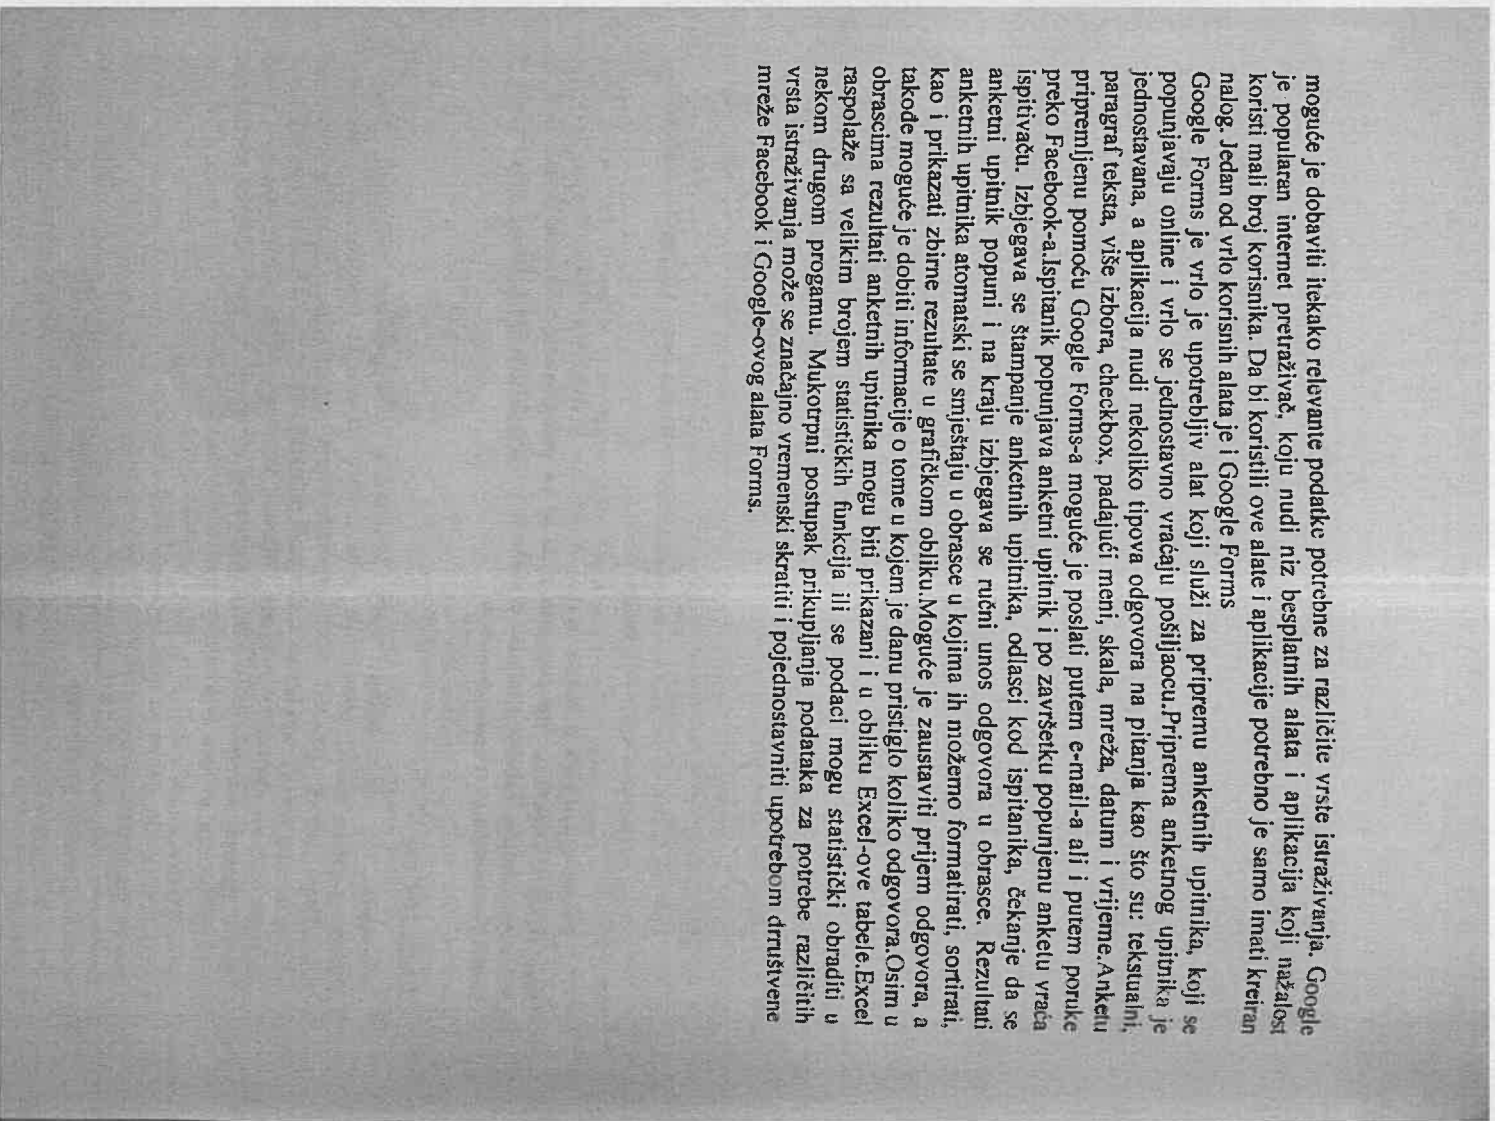 moguće je dobaviti itekako relevante podatke potrebne za različite vrste istraživanja. Google
je popularan internet pretraživač, koju nudi niz besplatnih alata i aplikacija koji nažalost
koristi mali broj korisnika. Da bi koristili ove alate i aplikacije potrebno je samo imati kreiran
nalog. Jedan od vrlo korisnih alata je i Google Forms
Google Forms je vrlo je upotrebljiv alat koji služi za pripremu anketnih upitnika, koji se
popunjavaju online i vrlo se jednostavno vraćaju pošiljaocu.Priprema anketnog upitnika je
jednostavana, a aplikacija nudi nekoliko tipova odgovora na pitanja kao što su: tekstualni,
paragraf teksta, više izbora, checkbox, padajući meni, skala, mreža, datum i vrijeme.Anketu
pripremljenu pomoću Google Forms-a moguće je poslati putem e-mail-a ali i putem poruke
preko Facebook-a.Ispitanik popunjava anketni upitnik i po završetku popunjenu anketu vraća
ispitivaču. Izbjegava se štampanje anketnih upitnika, odlasci kod ispitanika, čekanje da se
anketni upitnik popuni i na kraju izbjegava se ručni unos odgovora u obrasce. Rezultati
anketnih upitnika atomatski se smještaju u obrasce u kojima ih možemo formatirati, sortirati,
kao i prikazati zbirne rezultate u grafičkom obliku.Moguće je zaustaviti prijem odgovora, a
takođe moguće je dobiti informacije o tome u kojem je danu pristiglo koliko odgovora.Osim u
obrascima rezultati anketnih upitnika mogu biti prikazani i u obliku Excel-ove tabele.Excel
raspolaže sa velikim brojem statističkih funkcija ili se podaci mogu statistički obraditi u
nekom drugom progamu. Mukotrpni postupak prikupljanja podataka za potrebe različitih
vrsta istraživanja može se značajno vremenski skratiti i pojednostavniti upotrebom drruštvene
mreže Facebook i Google-ovog alata Forms.